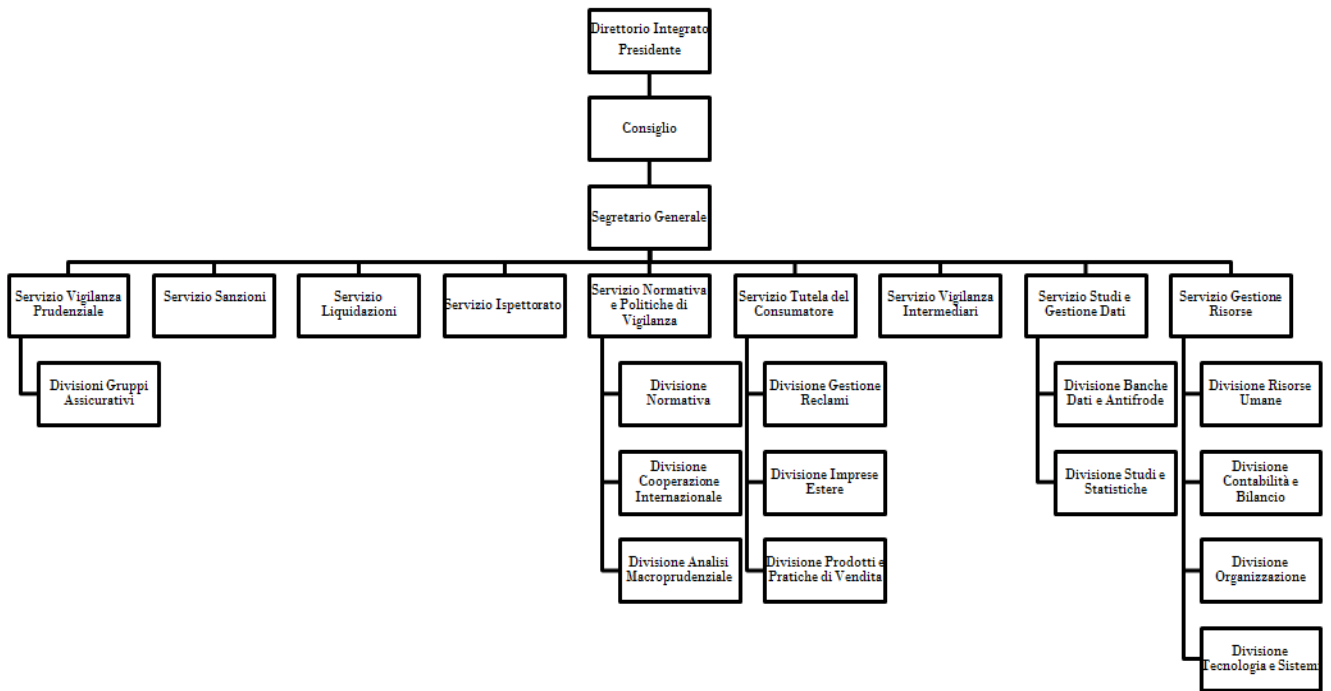 Direttorio Integrato
Presidente
Consiglio
Segretario Generale
Servizio Vigilanza
Prudenziale
Servizio Sanzioni
Servizio
Liquidazioni
Servizio Ispettorato
Servizio Normativa
e Politiche di
Vigilanza
Servizio Tutela del
Consumatore
Servizio Vigilanza
Intermediari
Servizio Studi e
Gestione Dati
Servizio Gestione
Risorse
Divisioni Gruppi
Assicurativi
Divisione
Normativa
Divisione
Cooperazione
Internazionale
Divisione Analisi
Macroprudenziale
Divisione Gestione
Reclami
Divisione Imprese
Estere
Divisione Prodotti e
Pratiche di Vendita
Divisione Banche
Dati e Antifrode
Divisione Studi e
Statistiche
Divisione Risorse
Umane
Divisione
Contabilità e
Bilancio
Divisione
Organizzazione
Divisione
Tecnologia e Sistemi